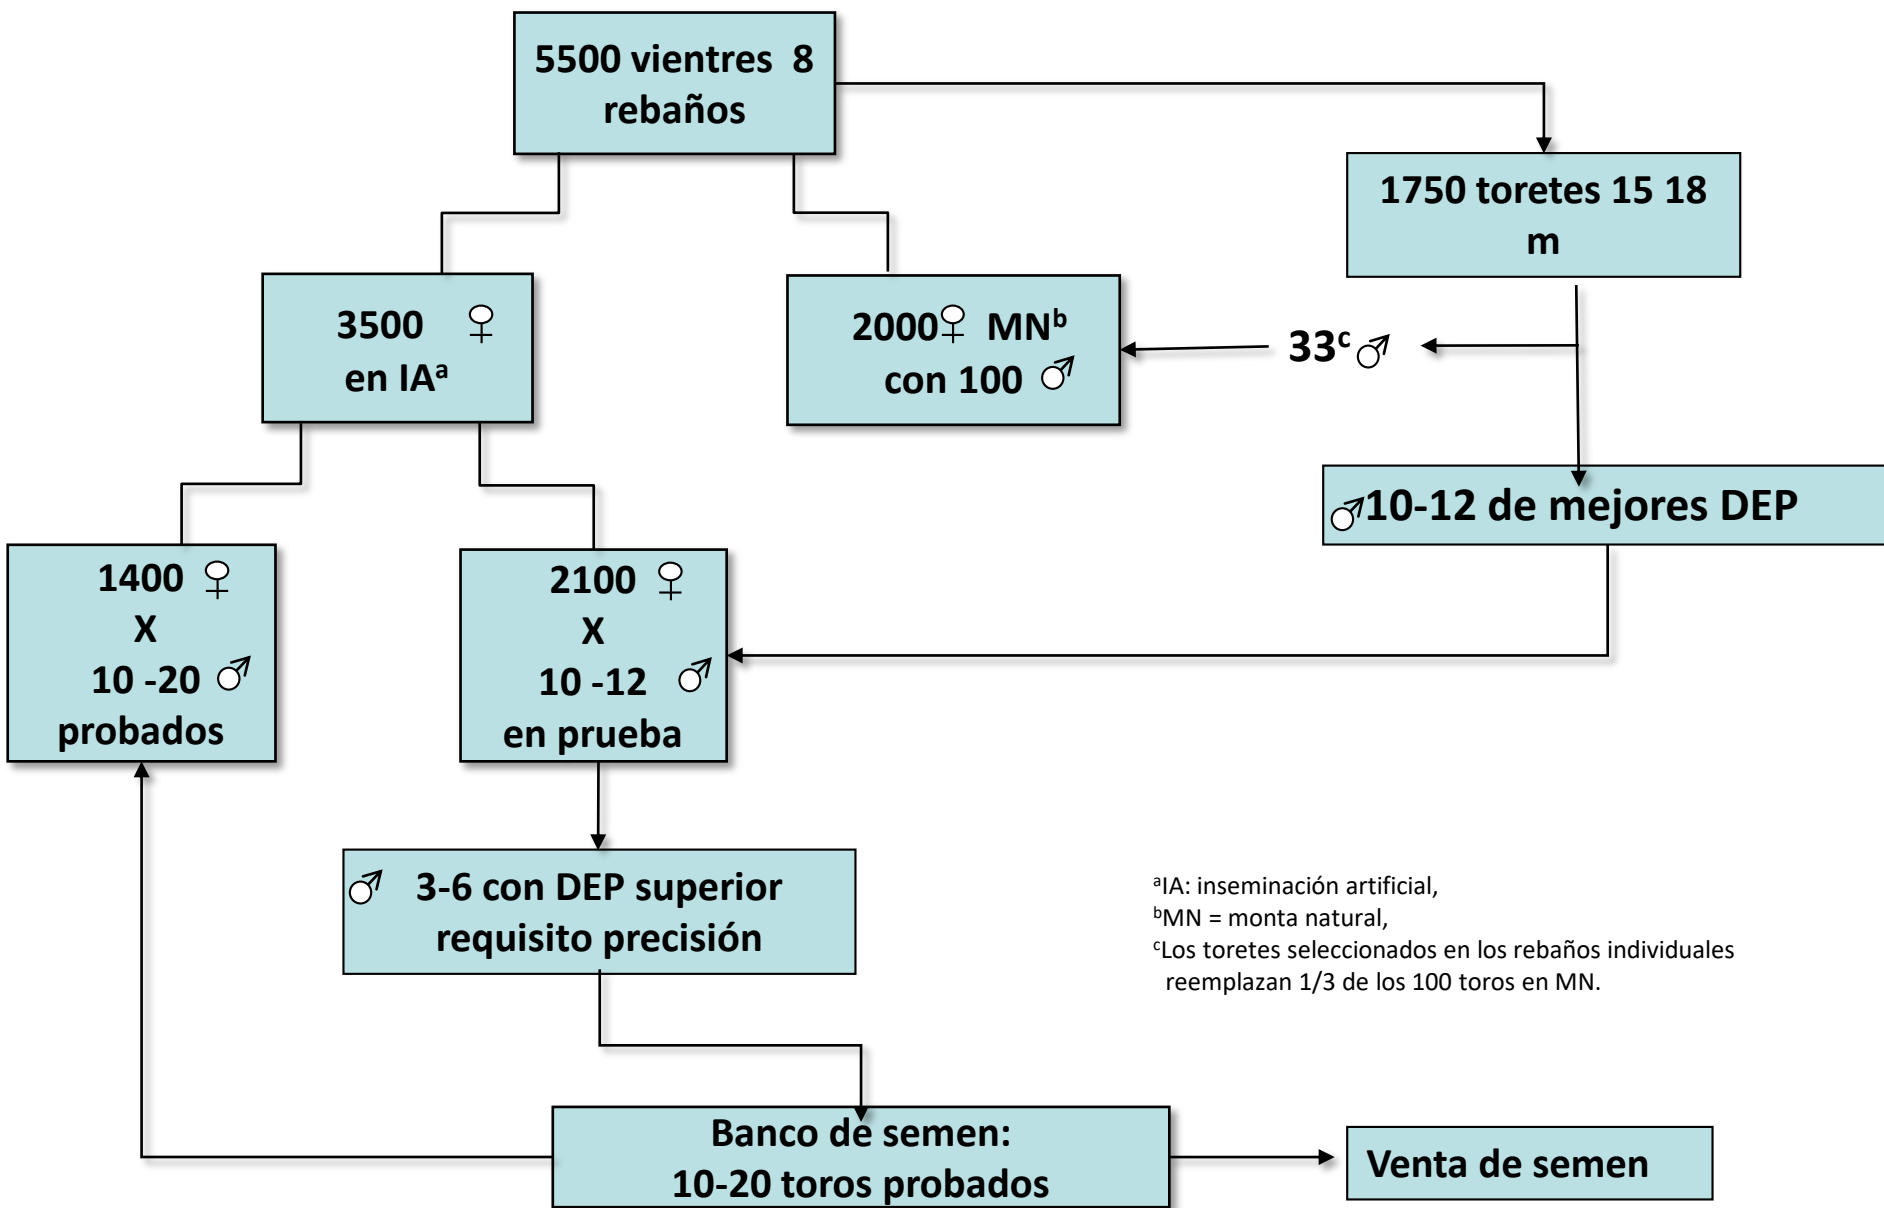 5500 vientres 8
rebaños
1750 toretes 15 18
m
3500 ♀
en IAᵃ
2000♀ MNᵇ
con 100 ♂
33ᶜ ♂
♂10-12 de mejores DEP
1400 ♀
X
10 -20 ♂
probados
2100 ♀
X
10 -12 ♂
en prueba
♂ 3-6 con DEP superior
requisito precisión
ᵃIA: inseminación artificial,
ᵇMN = monta natural,
ᶜLos toretes seleccionados en los rebaños individuales
reemplazan 1/3 de los 100 toros en MN.
Banco de semen:
10-20 toros probados
Venta de semen